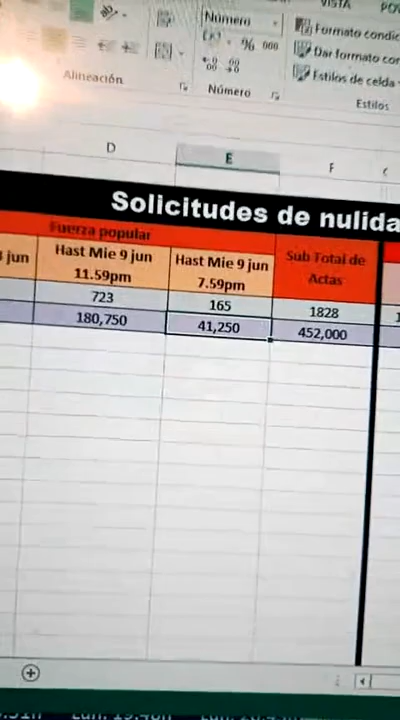 VISTA
Número
Formato condic
% 000
Dar formato con
Estilos de celda
Alineación
Número
Estilos
D E F
Solicitudes de nulida
Fuerza popular
jun
Hast Mie 9 jun
11.59pm
Hast Mie 9 jun
7.59pm
Sub Total de
Actas
723 165 1828
180,750 41,250 452,000